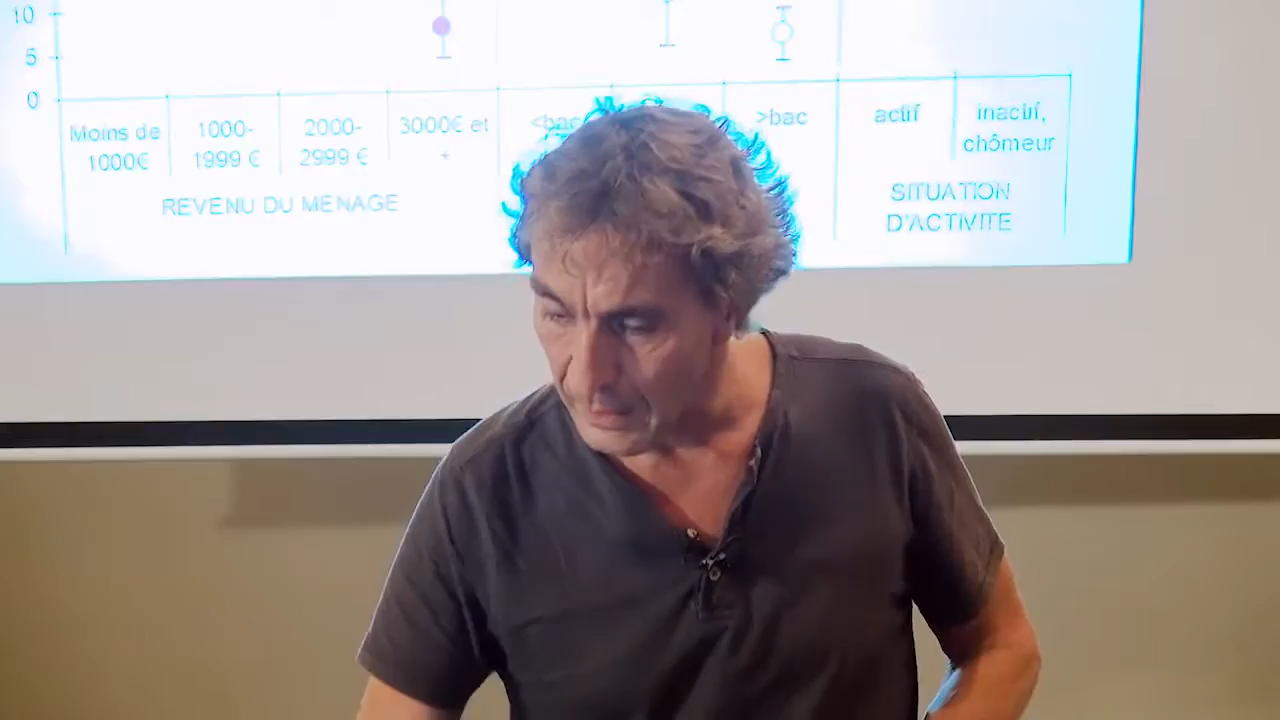 10
5
0
Moins de
1000€
1000-
1999 €
2000-
2999 €
3000€ et
+
<bac
>bac
actif
inactif,
chômeur
REVENU DU MENAGE
SITUATION
D'ACTIVITE